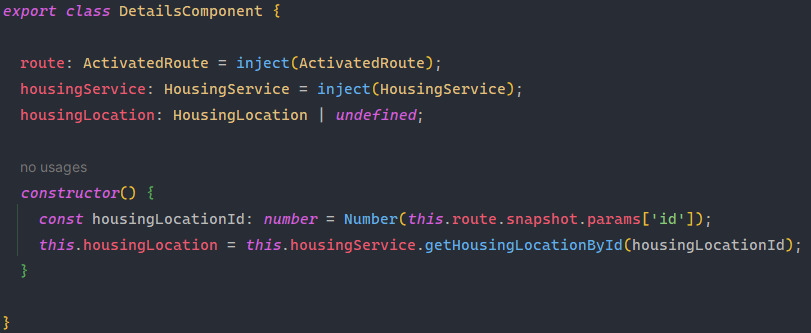 export class DetailsComponent {
route: ActivatedRoute = inject(ActivatedRoute);
housingService: HousingService = inject(HousingService);
housingLocation: HousingLocation | undefined;
no usages
constructor() {
const housingLocationId: number = Number(this.route.snapshot.params['id']);
this.housingLocation = this.housingService.getHousingLocationById(housingLocationId);
}
}